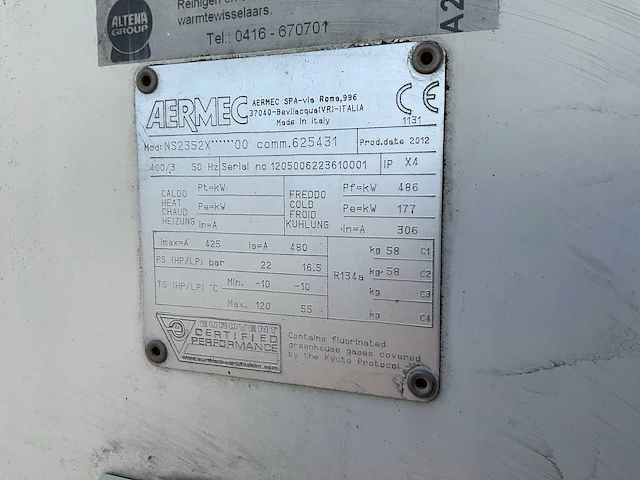 Reinigen en
warmtewisselaars.
ALTENA
GROUP
Tel.: 0416 - 670701
A2
AERMEC
AERMEC SPA-via Roma,996
37040-Bevilacqua(VR)-ITALIA
Made in Italy
CE
1131
Mod: NS2352X°°°°°°00 comm.625431 Prod.date 2012
400/3 50 Hz Serial no 1205006223610001 IP X4
CALDO
HEAT
CHAUD
HEIZUNG
Pt=kW
Pe=kW
In=A
FREDDO
COLD
FROID
KUHLUNG
Pf=kW 486
Pe=kW 177
In=A 306
Imax=A 425 Is=A 480
PS (HP/LP) bar 22 16.5
TS (HP/LP) °C Min. -10 -10
Max. 120 55
R134a
kg 58 C1
kg 58 C2
kg C3
kg C4
EUROVENT
CERTIFIED
PERFORMANCE
Contains fluorinated
greenhouse gases covered
by the Kyoto Protocol